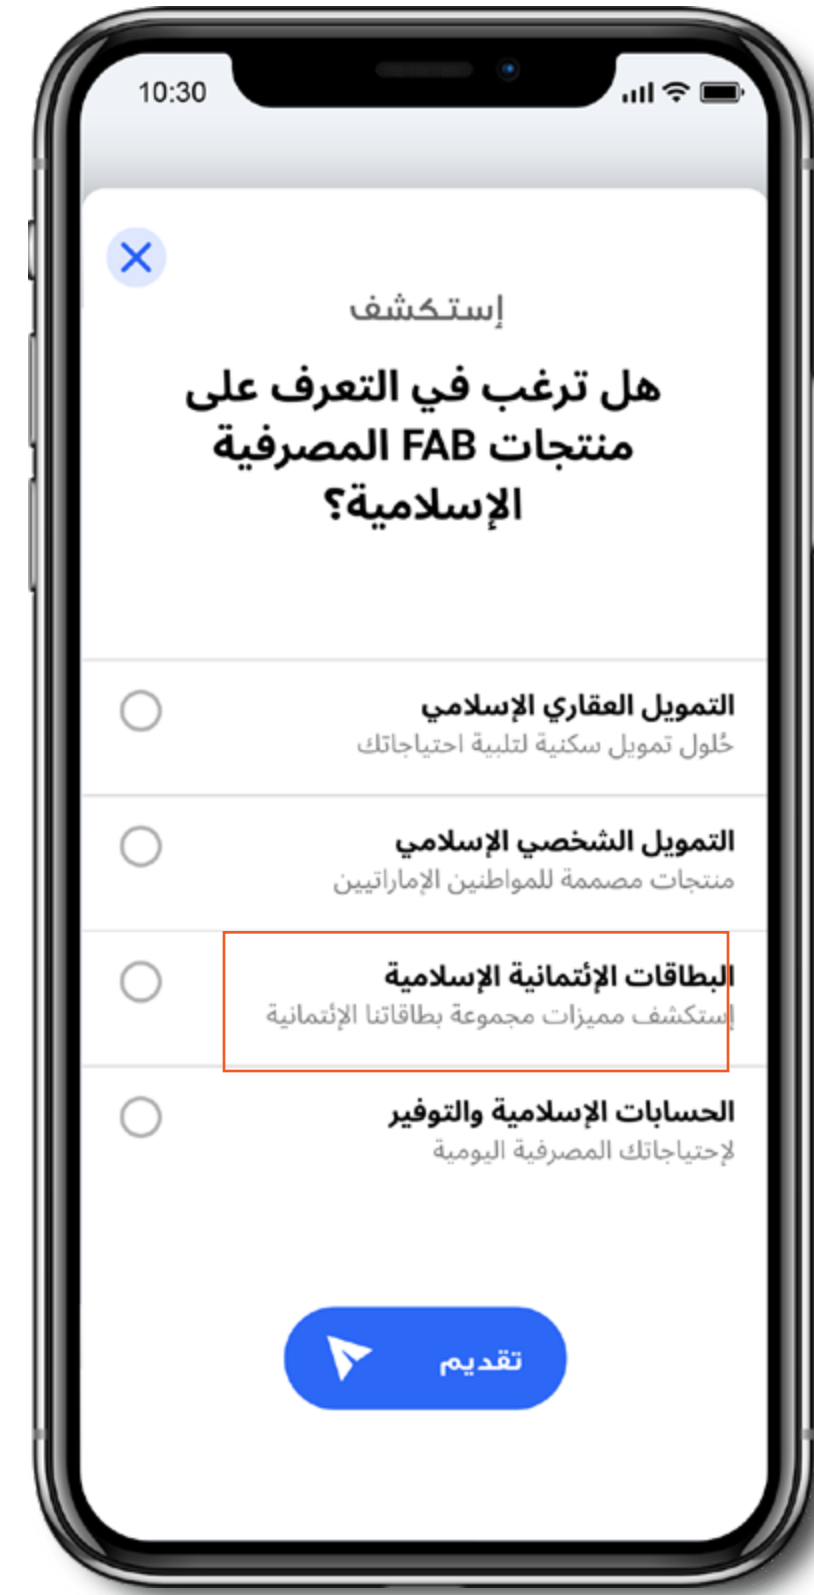 10:30
إستكشف
هل ترغب في التعرف على
منتجات FAB المصرفية
الإسلامية؟
التمويل العقاري الإسلامي
حُلول تمويل سكنية لتلبية احتياجاتك
التمويل الشخصي الإسلامي
منتجات مصممة للمواطنين الإماراتيين
البطاقات الإئتمانية الإسلامية
إستكشف مميزات مجموعة بطاقاتنا الإئتمانية
الحسابات الإسلامية والتوفير
لإحتياجاتك المصرفية اليومية
تقديم